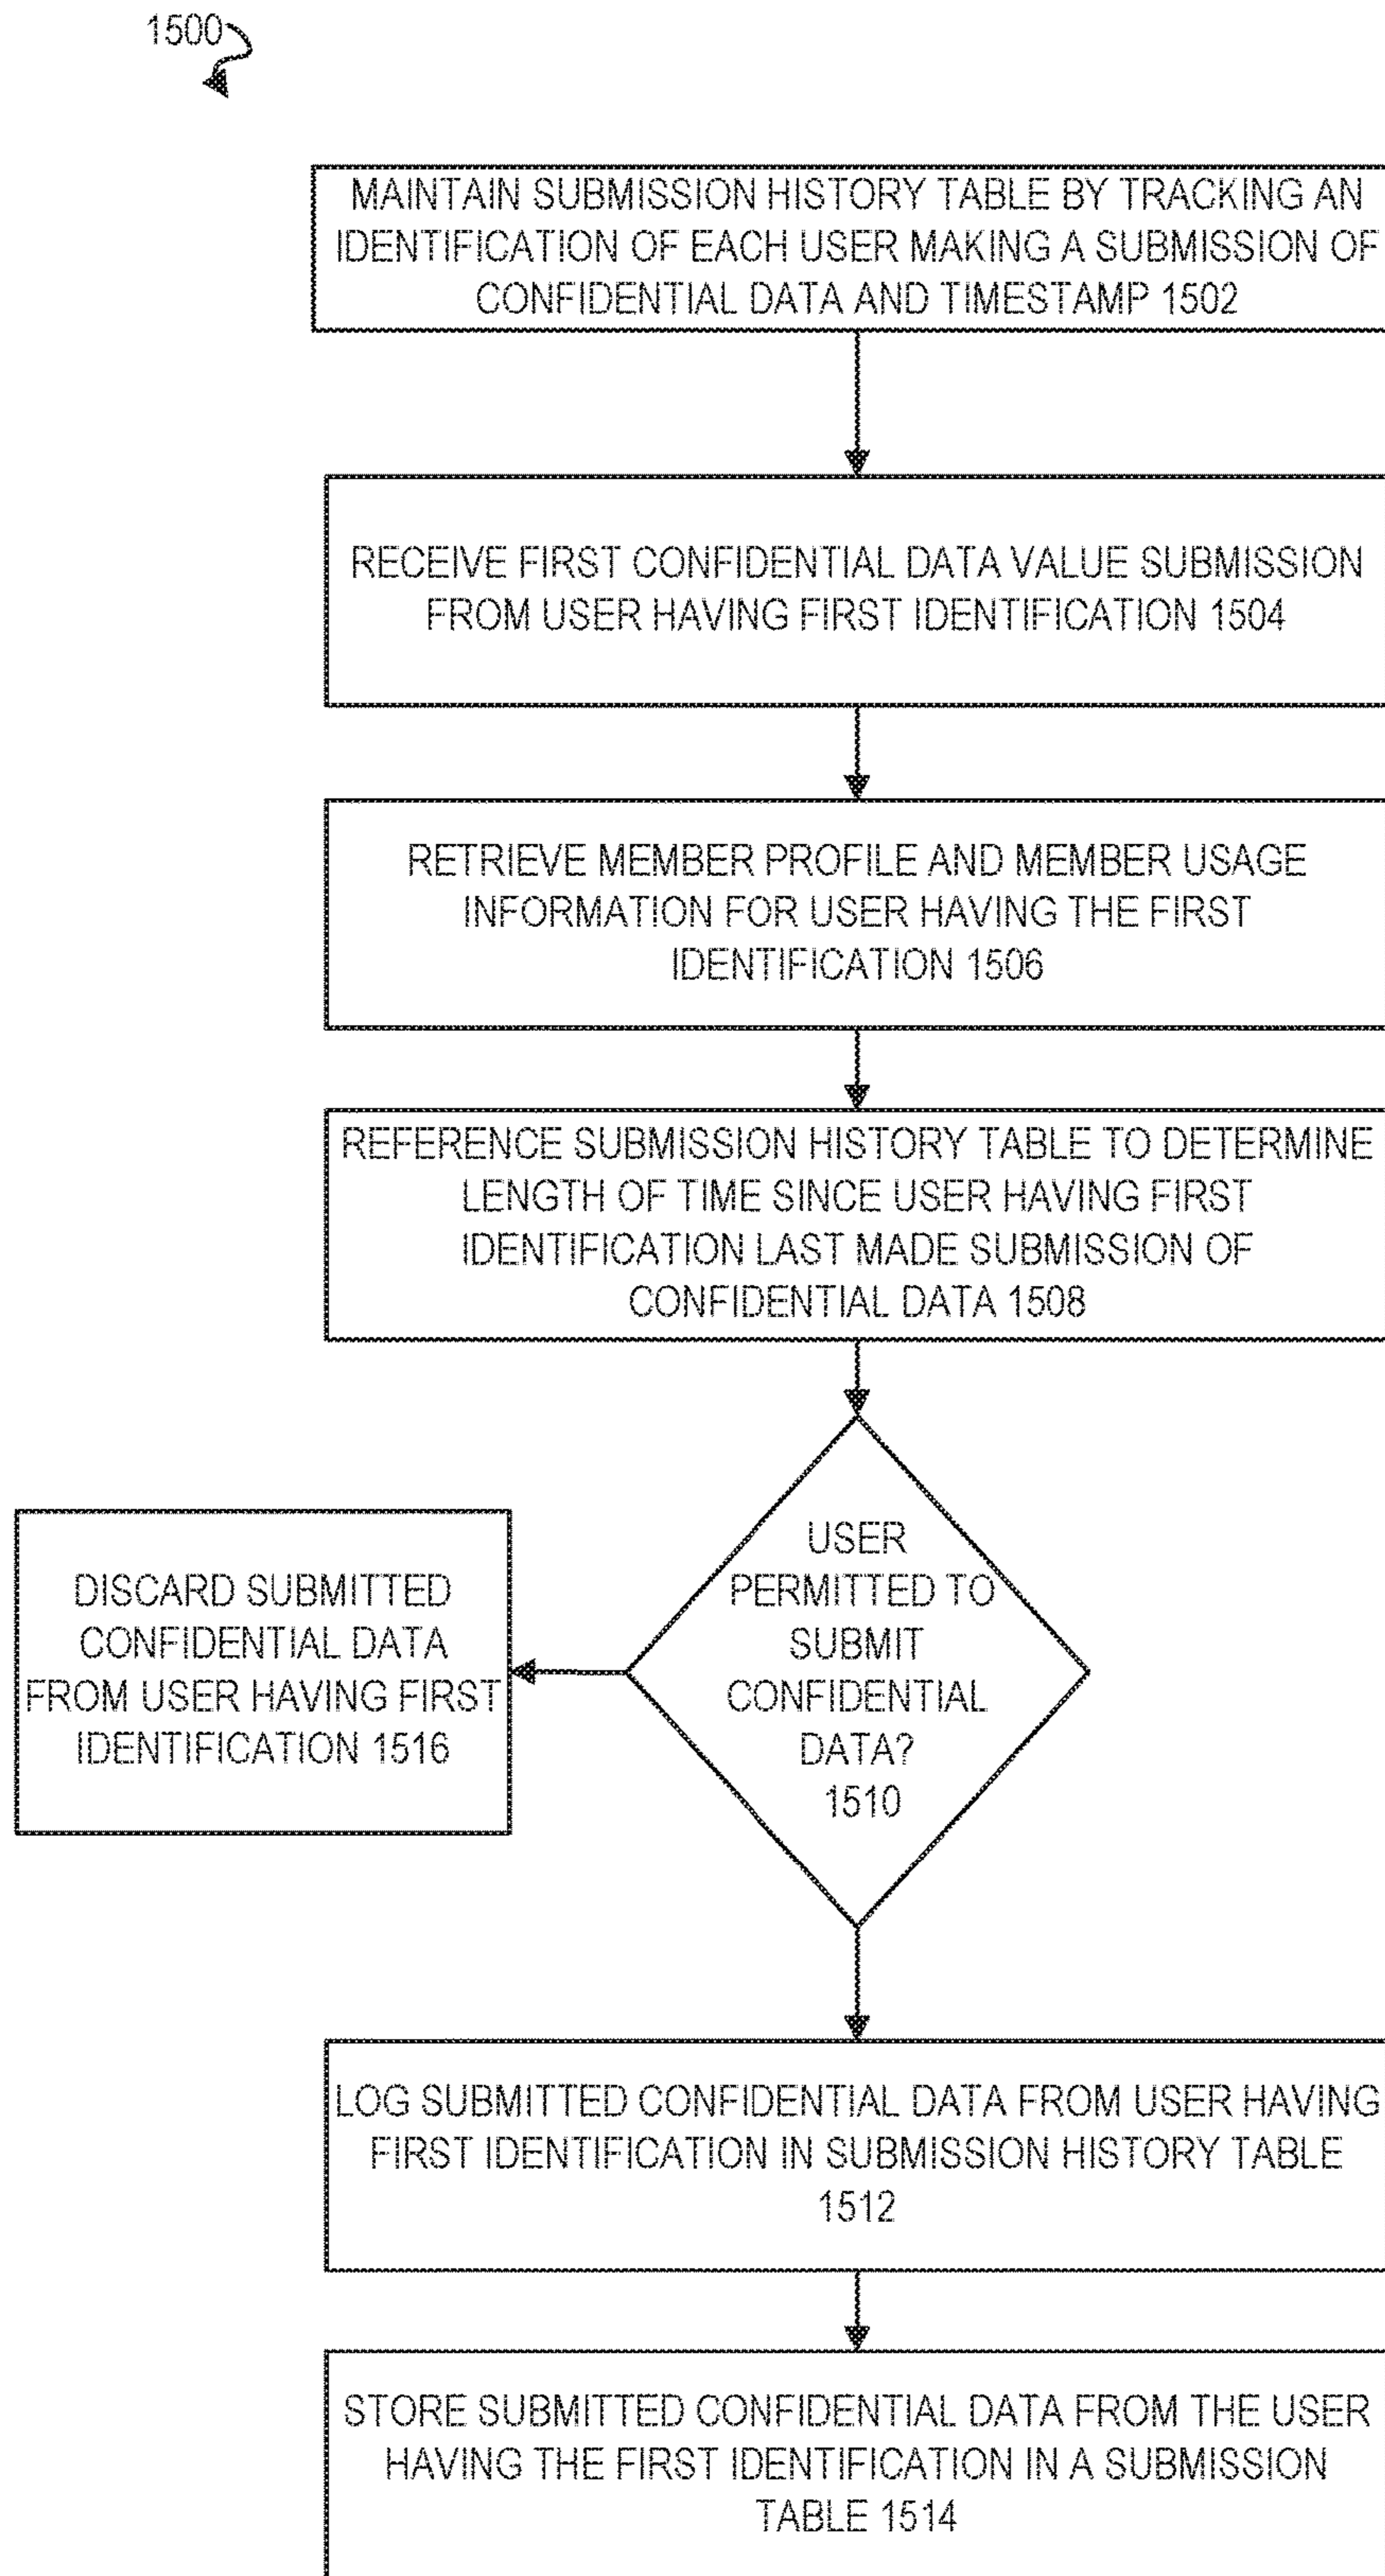 1500
MAINTAIN SUBMISSION HISTORY TABLE BY TRACKING AN
IDENTIFICATION OF EACH USER MAKING A SUBMISSION OF
CONFIDENTIAL DATA AND TIMESTAMP 1502
RECEIVE FIRST CONFIDENTIAL DATA VALUE SUBMISSION
FROM USER HAVING FIRST IDENTIFICATION 1504
RETRIEVE MEMBER PROFILE AND MEMBER USAGE
INFORMATION FOR USER HAVING THE FIRST
IDENTIFICATION 1506
REFERENCE SUBMISSION HISTORY TABLE TO DETERMINE
LENGTH OF TIME SINCE USER HAVING FIRST
IDENTIFICATION LAST MADE SUBMISSION OF
CONFIDENTIAL DATA 1508
USER
PERMITTED TO
SUBMIT
CONFIDENTIAL
DATA?
1510
DISCARD SUBMITTED
CONFIDENTIAL DATA
FROM USER HAVING FIRST
IDENTIFICATION 1516
LOG SUBMITTED CONFIDENTIAL DATA FROM USER HAVING
FIRST IDENTIFICATION IN SUBMISSION HISTORY TABLE
1512
STORE SUBMITTED CONFIDENTIAL DATA FROM THE USER
HAVING THE FIRST IDENTIFICATION IN A SUBMISSION
TABLE 1514